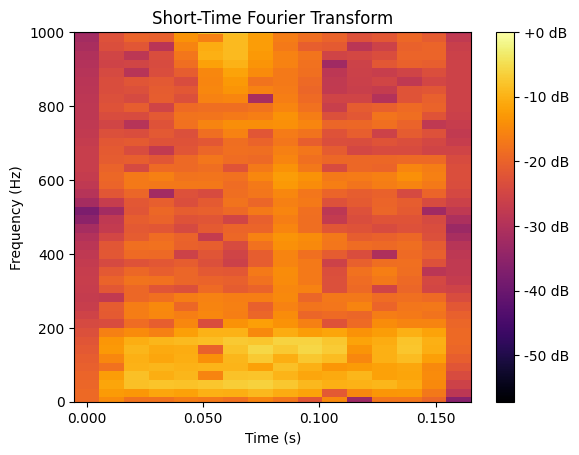 Short-Time Fourier Transform
1000
800
600
400
200
0
Frequency (Hz)
0.000
0.050
0.100
0.150
Time (s)
+0 dB
-10 dB
-20 dB
-30 dB
-40 dB
-50 dB